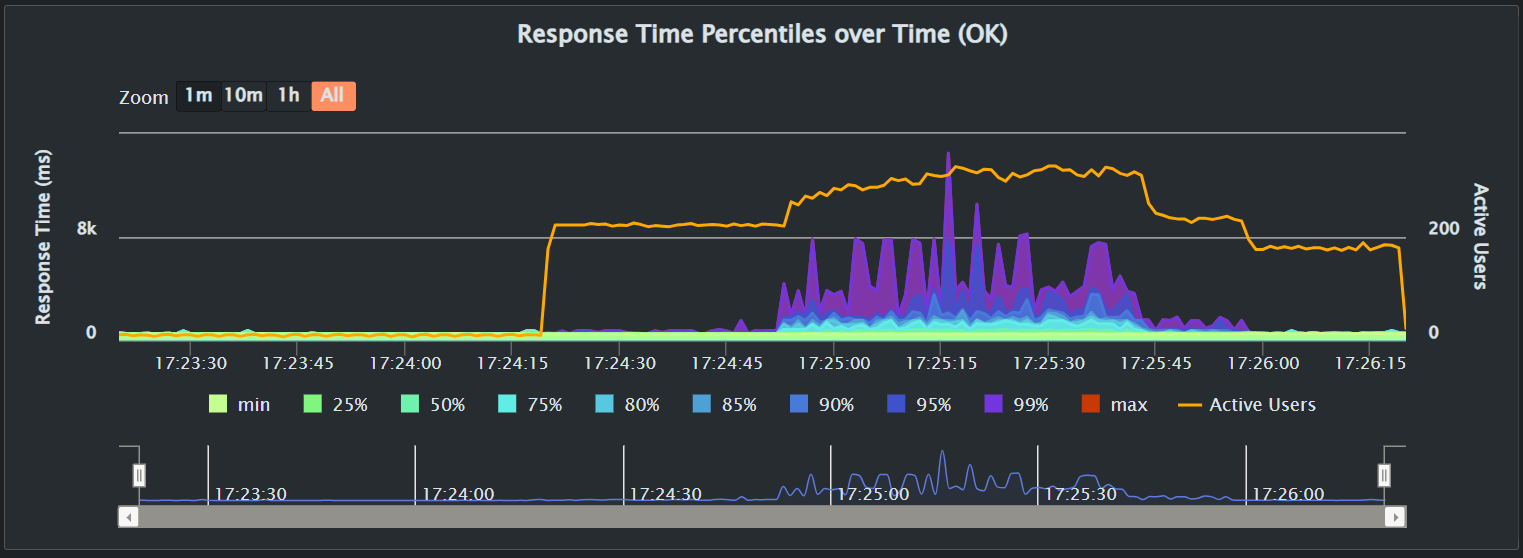 Response Time Percentiles over Time (OK)
Zoom 1m 10m 1h All
Response Time (ms)
8k
0
200
0
Active Users
17:23:30 17:23:45 17:24:00 17:24:15 17:24:30 17:24:45 17:25:00 17:25:15 17:25:30 17:25:45 17:26:00 17:26:15
min 25% 50% 75% 80% 85% 90% 95% 99% max Active Users
17:23:30 17:24:00 17:24:30 17:25:00 17:25:30 17:26:00